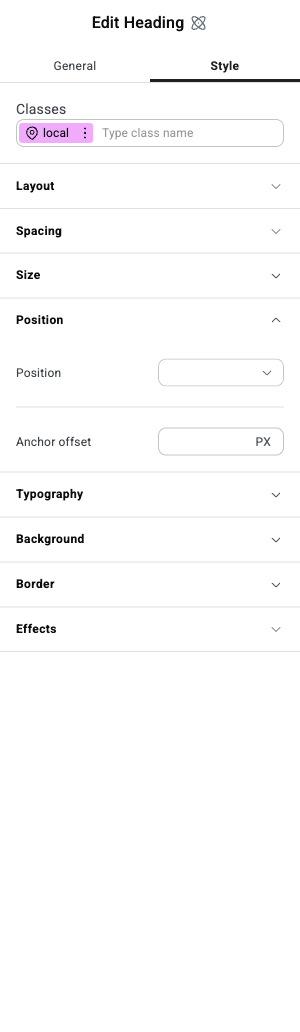 Edit Heading
General
Style
Classes
local
Type class name
Layout
Spacing
Size
Position
Position
Anchor offset
PX
Typography
Background
Border
Effects